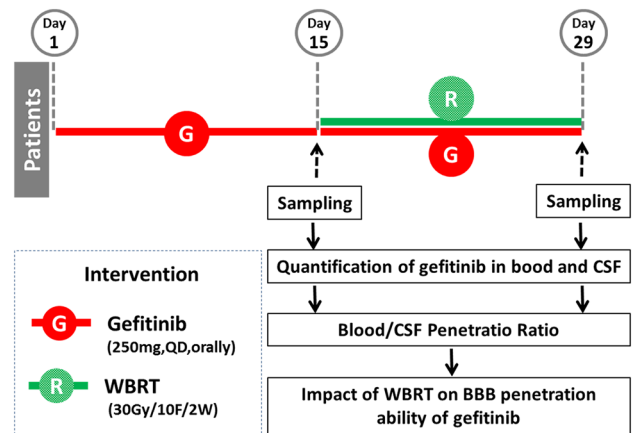 Day
1
Day
15
Day
29
Patients
G
R
G
Sampling
Sampling
Quantification of gefitinib in bood and CSF
Blood/CSF Penetratio Ratio
Impact of WBRT on BBB penetration
ability of gefitinib
Intervention
G
Gefitinib
(250mg,QD,orally)
R
WBRT
(30Gy/10F/2W)